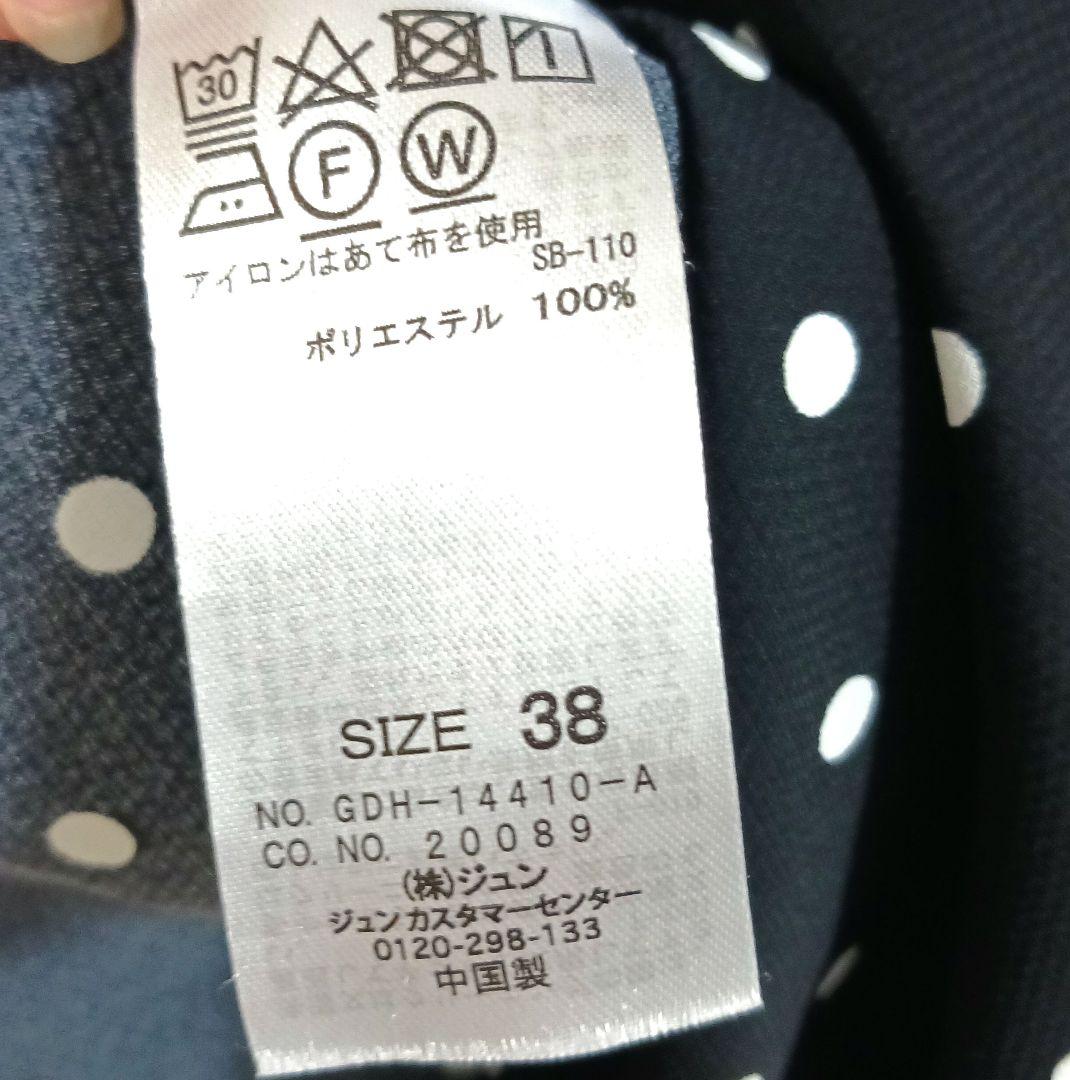 30
F W
アイロンはあて布を使用
SB-110
ポリエステル 100%
SIZE 38
NO. GDH-14410-A
CO. NO. 20089
(株)ジュン
ジュンカスタマーセンター
0120-298-133
中国製